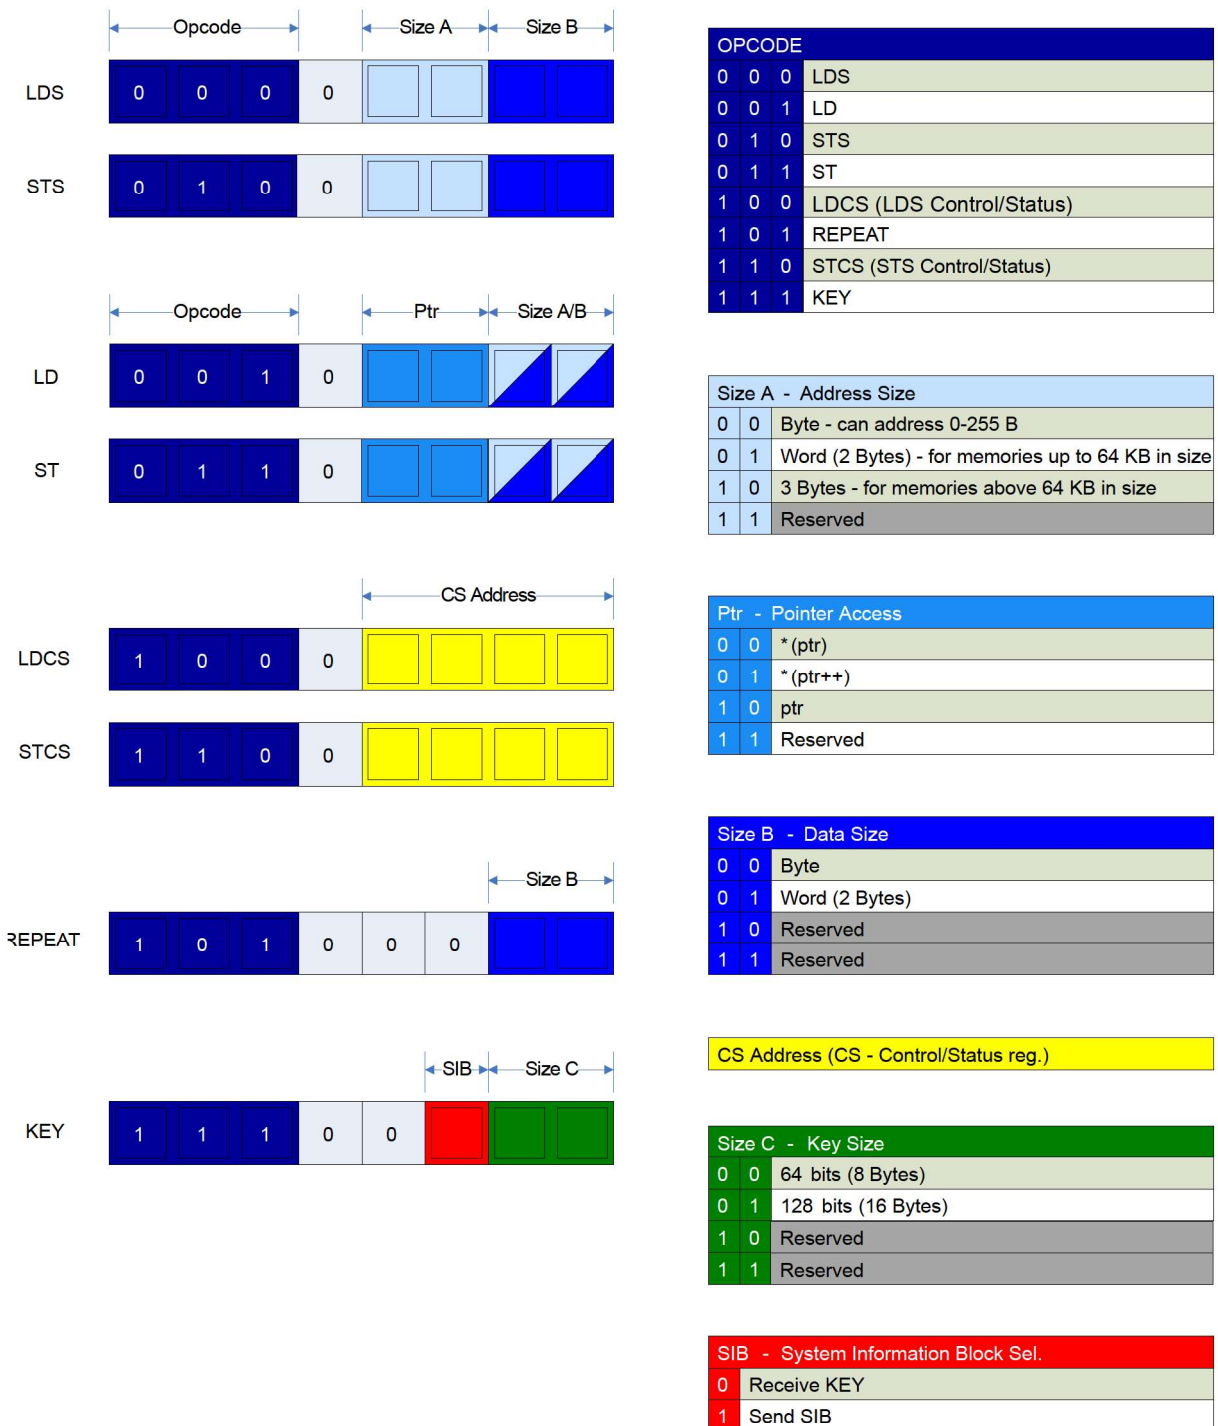 Opcode Size A Size B
LDS 0 0 0 0
STS 0 1 0 0
Opcode Ptr Size A/B
LD 0 0 1 0
ST 0 1 1 0
CS Address
LDCS 1 0 0 0
STCS 1 1 0 0
Size B
REPEAT 1 0 1 0 0 0
SIB Size C
KEY 1 1 1 0 0
OPCODE
0 0 0 LDS
0 0 1 LD
0 1 0 STS
0 1 1 ST
1 0 0 LDCS (LDS Control/Status)
1 0 1 REPEAT
1 1 0 STCS (STS Control/Status)
1 1 1 KEY
Size A - Address Size
0 0 Byte - can address 0-255 B
0 1 Word (2 Bytes) - for memories up to 64 KB in size
1 0 3 Bytes - for memories above 64 KB in size
1 1 Reserved
Ptr - Pointer Access
0 0 *(ptr)
0 1 *(ptr++)
1 0 ptr
1 1 Reserved
Size B - Data Size
0 0 Byte
0 1 Word (2 Bytes)
1 0 Reserved
1 1 Reserved
CS Address (CS - Control/Status reg.)
Size C - Key Size
0 0 64 bits (8 Bytes)
0 1 128 bits (16 Bytes)
1 0 Reserved
1 1 Reserved
SIB - System Information Block Sel.
0 Receive KEY
1 Send SIB